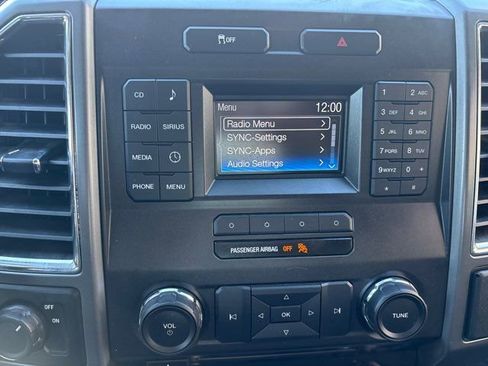 OFF
CD
RADIO SIRIUS
MEDIA
PHONE MENU
Menu 12:00
Radio Menu
SYNC-Settings
SYNC-Apps
Audio Settings
1 2 ABC
3 DEF 4 GHI
5 JKL 6 MNO
7 PQRS 8 TUV
9 WXYZ 0 +
* #
PASSENGER AIRBAG OFF
OFF
ON
VOL
OK
TUNE